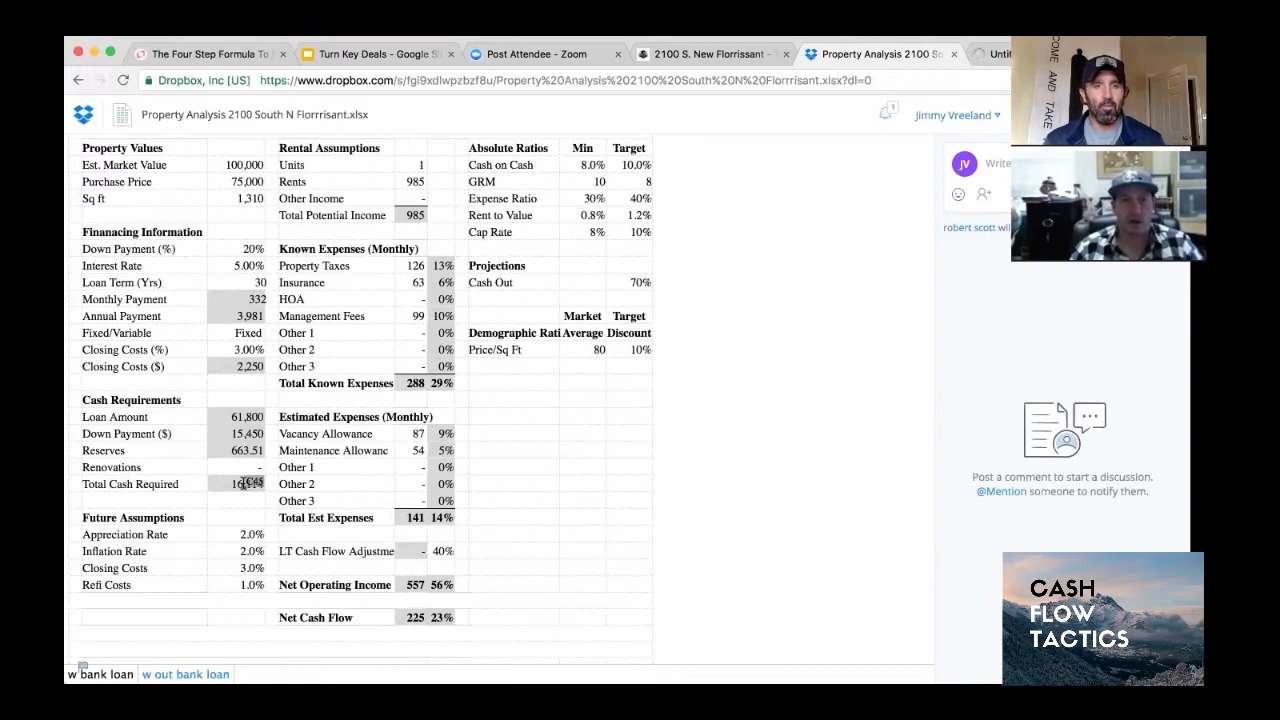 The Four Step Formula To
Turn Key Deals - Google Sl
Post Attendee - Zoom
2100 S. New Florrissant -
Property Analysis 2100 So
Unti
Dropbox, Inc [US]
https://www.dropbox.com/s/fgi9xdlwpzbzf8u/Property%20Analysis%202100%20South%20N%20Florrrisant.xlsx?dl=0
Property Analysis 2100 South N Florrrisant.xlsx
1
Jimmy Vreeland
OME AND TAKE
JV
Write
robert scott wi
Property Values
Est. Market Value 100,000
Purchase Price 75,000
Sq ft 1,310
Finanacing Information
Down Payment (%) 20%
Interest Rate 5.00%
Loan Term (Yrs) 30
Monthly Payment 332
Annual Payment 3,981
Fixed/Variable Fixed
Closing Costs (%) 3.00%
Closing Costs ($) 2,250
Cash Requirements
Loan Amount 61,800
Down Payment ($) 15,450
Reserves 663.51
Renovations -
Total Cash Required
Future Assumptions
Appreciation Rate 2.0%
Inflation Rate 2.0%
Closing Costs 3.0%
Refi Costs 1.0%
Rental Assumptions
Units 1
Rents 985
Other Income -
Total Potential Income 985
Known Expenses (Monthly)
Property Taxes 126 13%
Insurance 63 6%
HOA - 0%
Management Fees 99 10%
Other 1 - 0%
Other 2 - 0%
Other 3 - 0%
Total Known Expenses 288 29%
Estimated Expenses (Monthly)
Vacancy Allowance 87 9%
Maintenance Allowanc 54 5%
Other 1 - 0%
Other 2 - 0%
Other 3 - 0%
Total Est Expenses 141 14%
LT Cash Flow Adjustme - 40%
Net Operating Income 557 56%
Net Cash Flow 225 23%
Absolute Ratios Min Target
Cash on Cash 8.0% 10.0%
GRM 10 8
Expense Ratio 30% 40%
Rent to Value 0.8% 1.2%
Cap Rate 8% 10%
Projections
Cash Out 70%
Market Target
Demographic Rati Average Discount
Price/Sq Ft 80 10%
Post a comment to start a discussion.
@Mention someone to notify them.
w bank loan
w out bank loan
CASH
FLOW
TACTICS